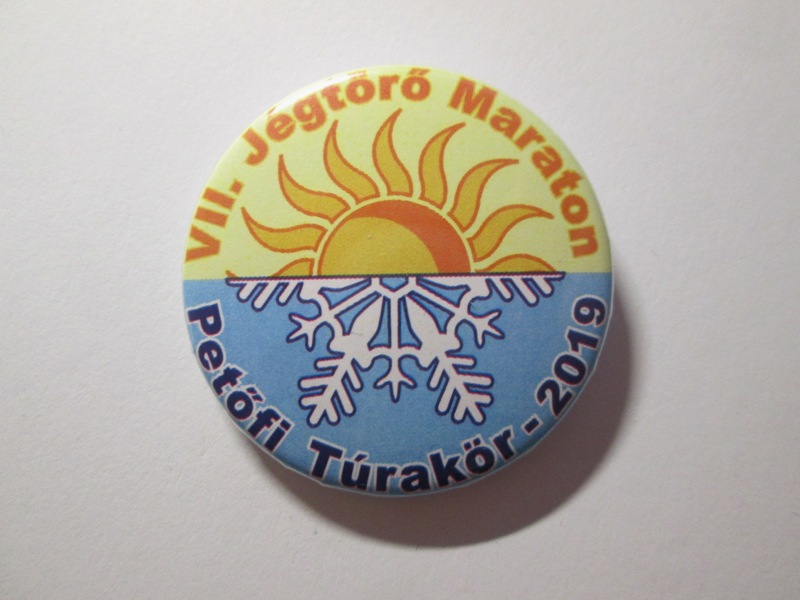 VII. Jégtörő Maraton
Petőfi Túrakör - 2019